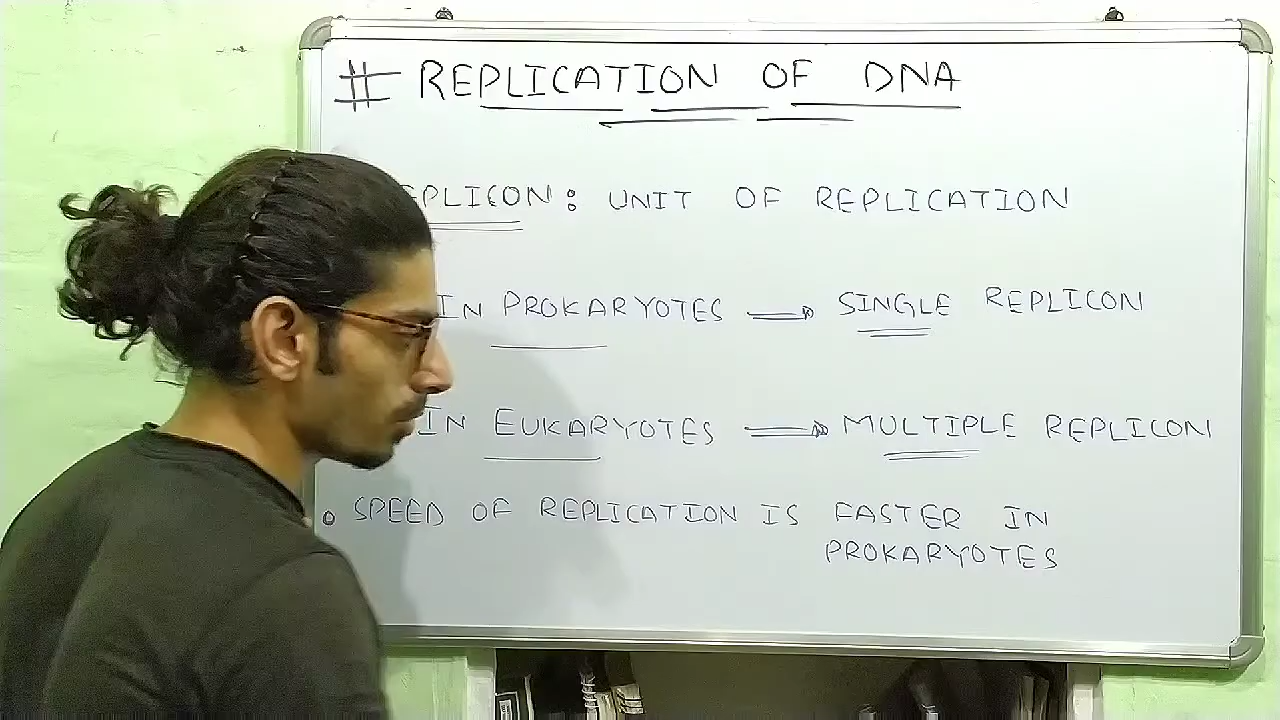 # REPLICATION OF DNA
EPLICON : UNIT OF REPLICATION
IN PROKARYOTES → SINGLE REPLICON
IN EUKARYOTES → MULTIPLE REPLICON
• SPEED OF REPLICATION IS FASTER IN
PROKARYOTES